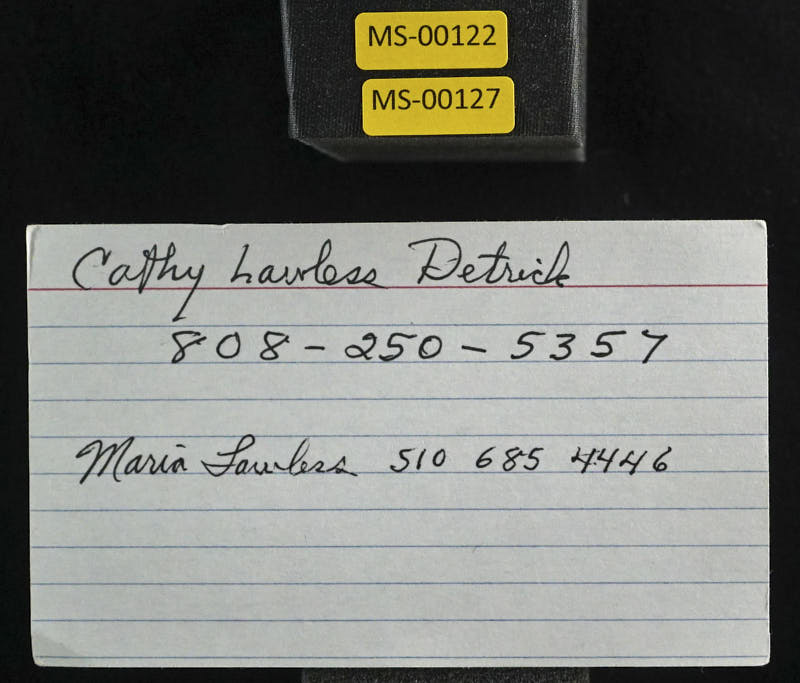 MS-00122
MS-00127
Cathy Lawless Detrick
808-250-5357
Maria Lawless 510 685 4446